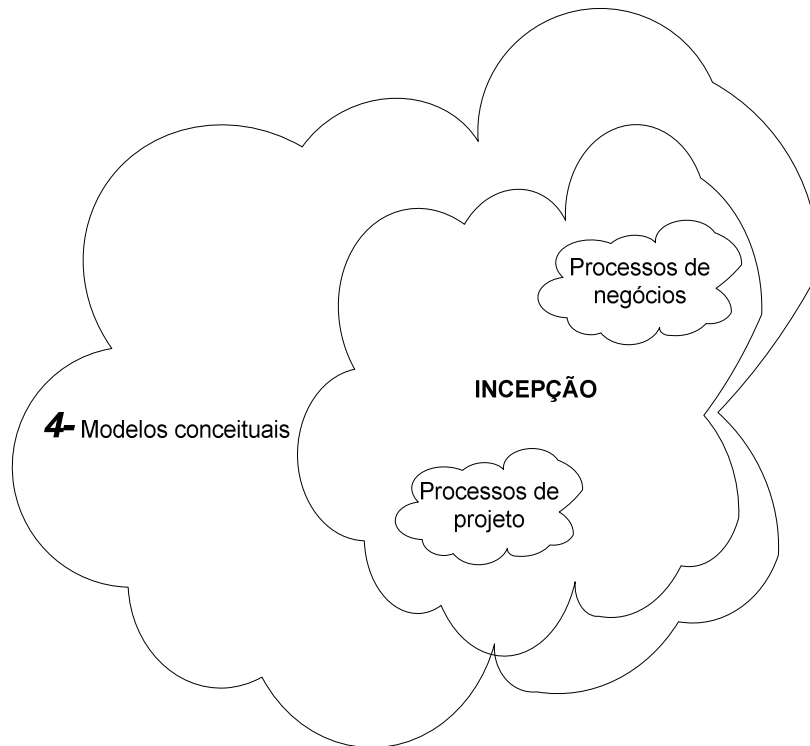 Processos de
negócios
INCEPÇÃO
4- Modelos conceituais
Processos de
projeto